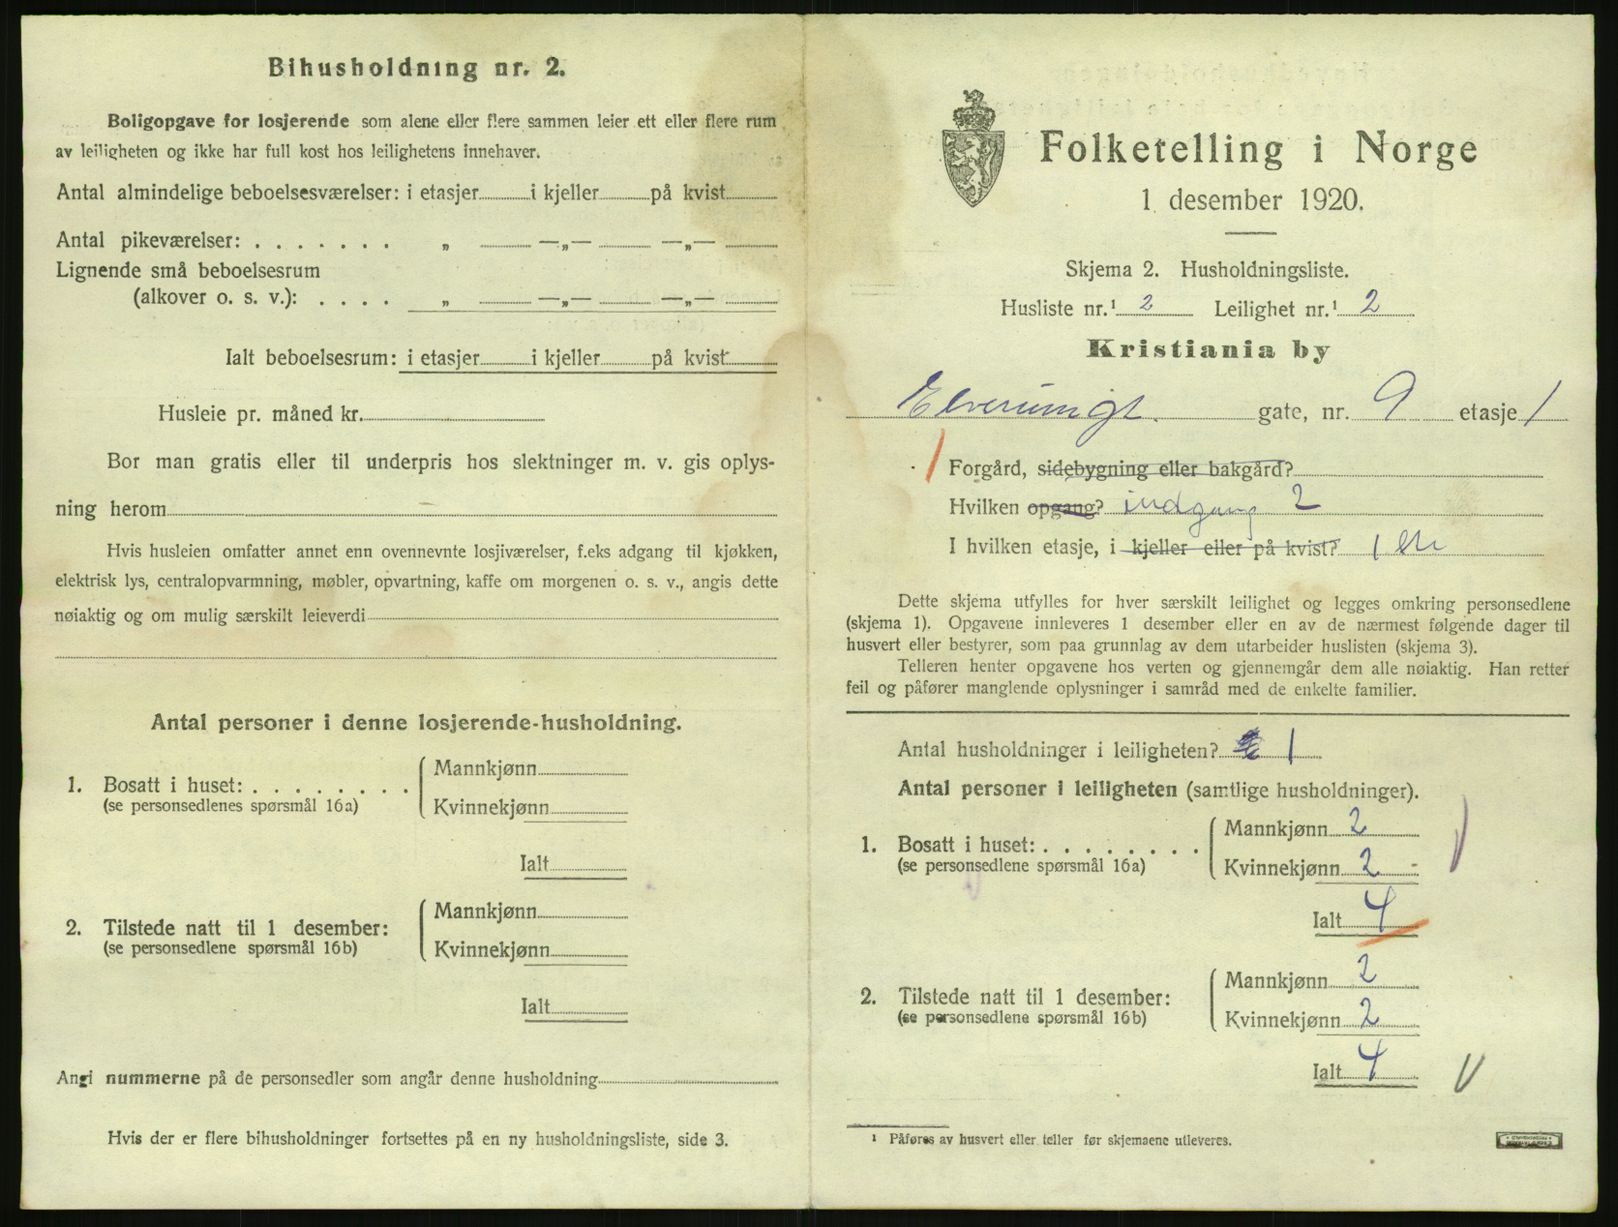 Bihusholdning nr. 2.
Boligopgave for losjerende som alene eller flere sammen leier ett eller flere rum
av leiligheten og ikke har full kost hos leilighetens innehaver.
Antal almindelige beboelsesværelser: i etasjer i kjeller på kvist
Antal pikeværelser: . . . . . . . „ —„— —„—
Lignende små beboelsesrum
(alkover o. s. v.): . . . . „ —„— —„—
Ialt beboelsesrum: i etasjer i kjeller på kvist
Husleie pr. måned kr.
Bor man gratis eller til underpris hos slektninger m. v. gis oplys-
ning herom
Hvis husleien omfatter annet enn ovennevnte losjiværelser, f.eks adgang til kjøkken,
elektrisk lys, centralopvarmning, møbler, opvartning, kaffe om morgenen o. s. v., angis dette
nøiaktig og om mulig særskilt leieverdi
Antal personer i denne losjerende-husholdning.
1. Bosatt i huset: . . . . . . . .
(se personsedlenes spørsmål 16a)
Mannkjønn
Kvinnekjønn
Ialt
2. Tilstede natt til 1 desember:
(se personsedlene spørsmål 16b)
Mannkjønn
Kvinnekjønn
Ialt
Angi nummerne på de personsedler som angår denne husholdning
Hvis der er flere bihusholdninger fortsettes på en ny husholdningsliste, side 3.
Folketelling i Norge
1. desember 1920.
Skjema 2. Husholdningsliste.
Husliste nr.¹ 2 Leilighet nr.¹ 2
Kristiania by
Elverumgt. gate, nr. 9 etasje 1
Forgård, sidebygning eller bakgård?
Hvilken opgang? indgang 2
I hvilken etasje, i kjeller eller på kvist? 1 ste
Dette skjema utfylles for hver særskilt leilighet og legges omkring personsedlene
(skjema 1). Opgavene innleveres 1 desember eller en av de nærmest følgende dager til
husvert eller bestyrer, som paa grunnlag av dem utarbeider huslisten (skjema 3).
Telleren henter opgavene hos verten og gjennemgår dem alle nøiaktig. Han retter
feil og påfører manglende oplysninger i samråd med de enkelte familier.
Antal husholdninger i leiligheten? 1
Antal personer i leiligheten (samtlige husholdninger).
1. Bosatt i huset: . . . . . . . .
(se personsedlene spørsmål 16a)
Mannkjønn 2
Kvinnekjønn 2
Ialt 4
2. Tilstede natt til 1 desember:
(se personsedlene spørsmål 16b)
Mannkjønn 2
Kvinnekjønn 2
Ialt 4
¹ Påføres av husvert eller teller før skjemaene utleveres.